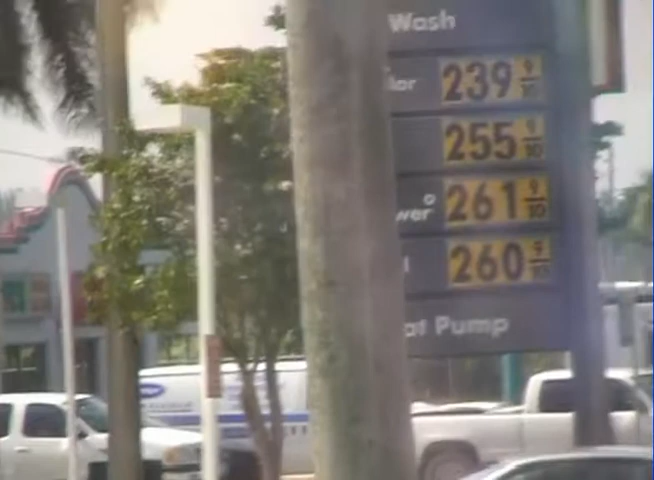 Wash
lar 239 9/10
255 9/10
wer 261 9/10
l 260 9/10
at Pump